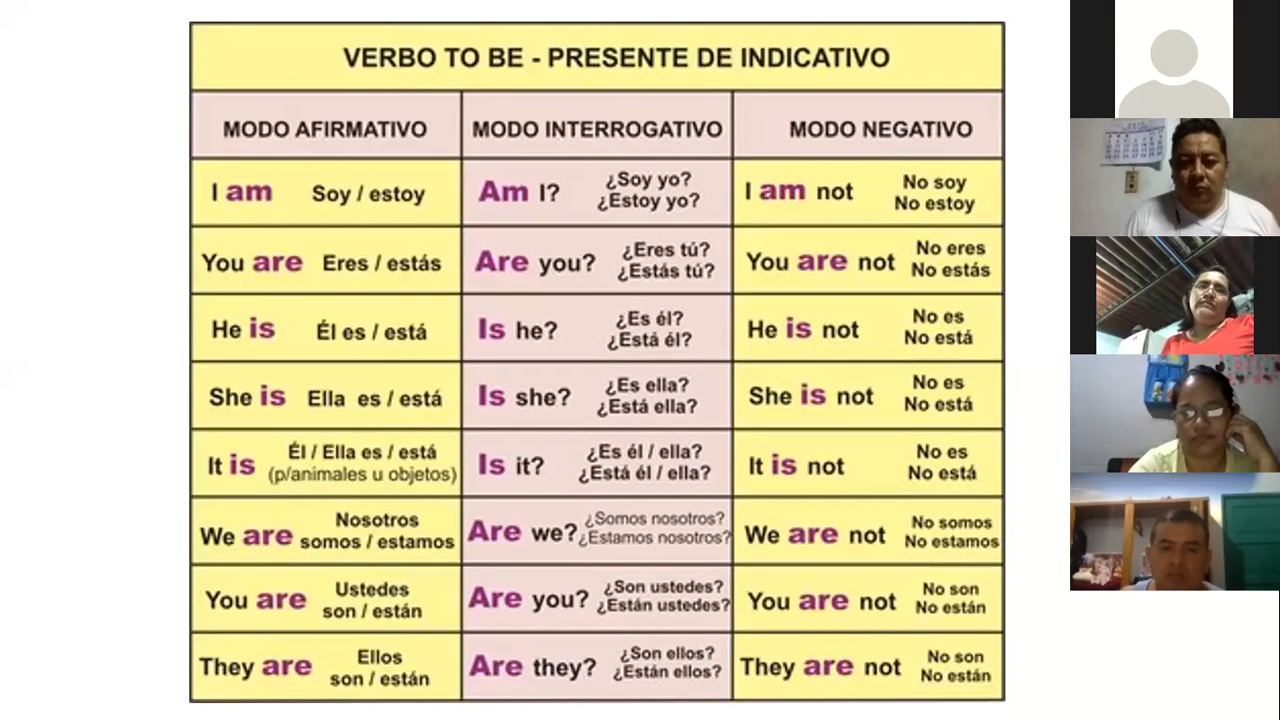 VERBO TO BE - PRESENTE DE INDICATIVO
MODO AFIRMATIVO
MODO INTERROGATIVO
MODO NEGATIVO
I am
Soy / estoy
Am I?
¿Soy yo?
¿Estoy yo?
I am not
No soy
No estoy
You are
Eres / estás
Are you?
¿Eres tú?
¿Estás tú?
You are not
No eres
No estás
He is
Él es / está
Is he?
¿Es él?
¿Está él?
He is not
No es
No está
She is
Ella es / está
Is she?
¿Es ella?
¿Está ella?
She is not
No es
No está
It is
Él / Ella es / está
(p/animales u objetos)
Is it?
¿Es él / ella?
¿Está él / ella?
It is not
No es
No está
We are
Nosotros
somos / estamos
Are we?
¿Somos nosotros?
¿Estamos nosotros?
We are not
No somos
No estamos
You are
Ustedes
son / están
Are you?
¿Son ustedes?
¿Están ustedes?
You are not
No son
No están
They are
Ellos
son / están
Are they?
¿Son ellos?
¿Están ellos?
They are not
No son
No están